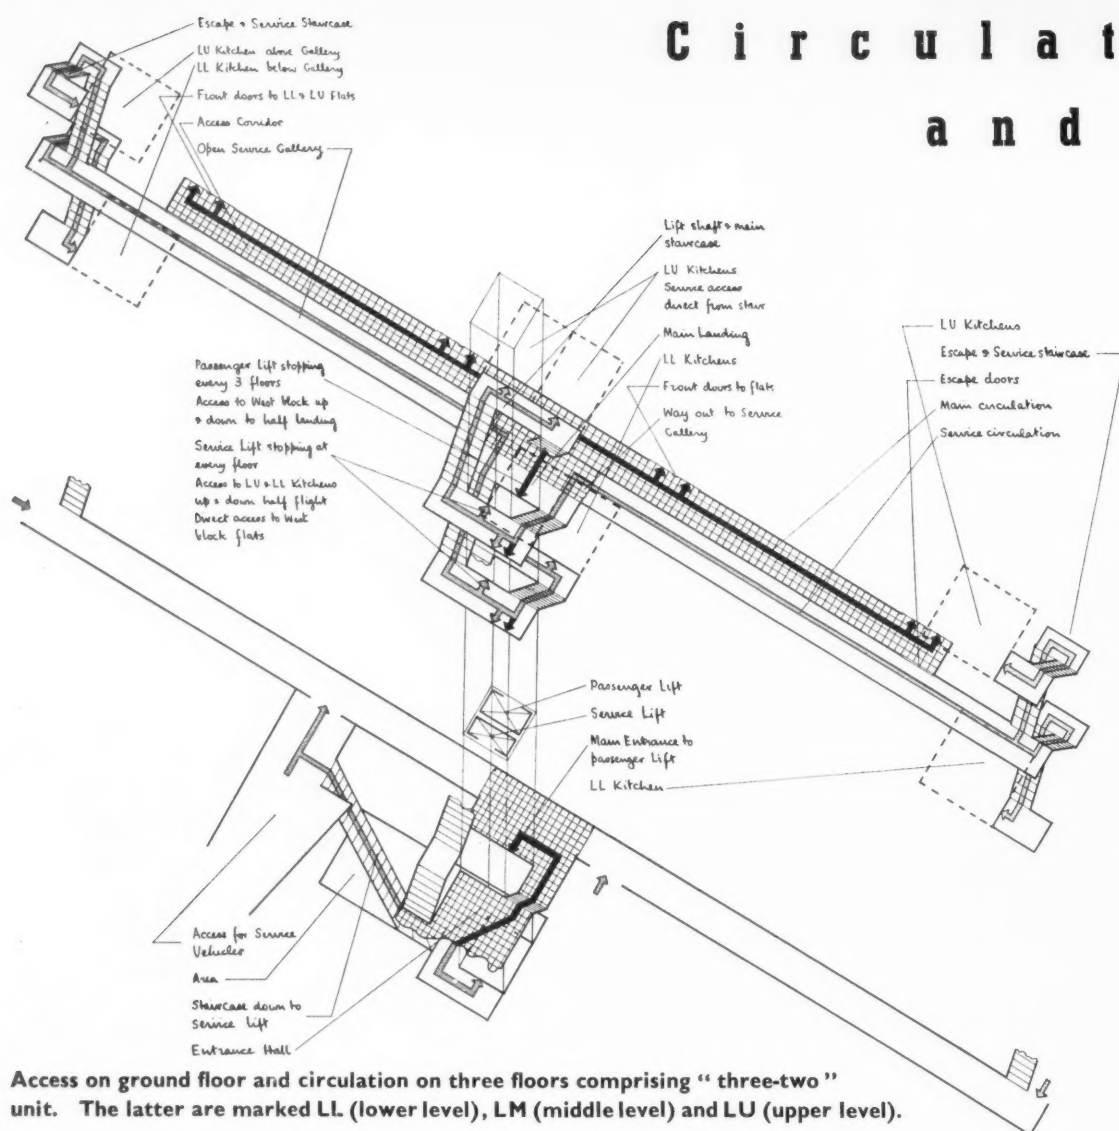 Circulat
and
Escape & Service Staircase
LU Kitchen above Gallery
LL Kitchen below Gallery
Front doors to LL & LU flats
Access Corridor
Open Service Gallery
Lift shaft & main
staircase
LU Kitchens
Service access
direct from stair
Main Landing
LL Kitchens
Front doors to flats
Way out to Service
Gallery
LU Kitchens
Escape & Service staircase
Escape doors
Main circulation
Service circulation
Passenger Lift stopping
every 3 floors
Access to West block up
& down to half landing
Service Lift stopping at
every floor
Access to LU & LL Kitchens
up & down half flight
Direct access to West
block flats
Passenger Lift
Service Lift
Main Entrance to
passenger Lift
LL Kitchen
Access for Service
Vehicles
Area
Staircase down to
Service Lift
Entrance Hall
Access on ground floor and circulation on three floors comprising “ three-two ”
unit. The latter are marked LL (lower level), LM (middle level) and LU (upper level).